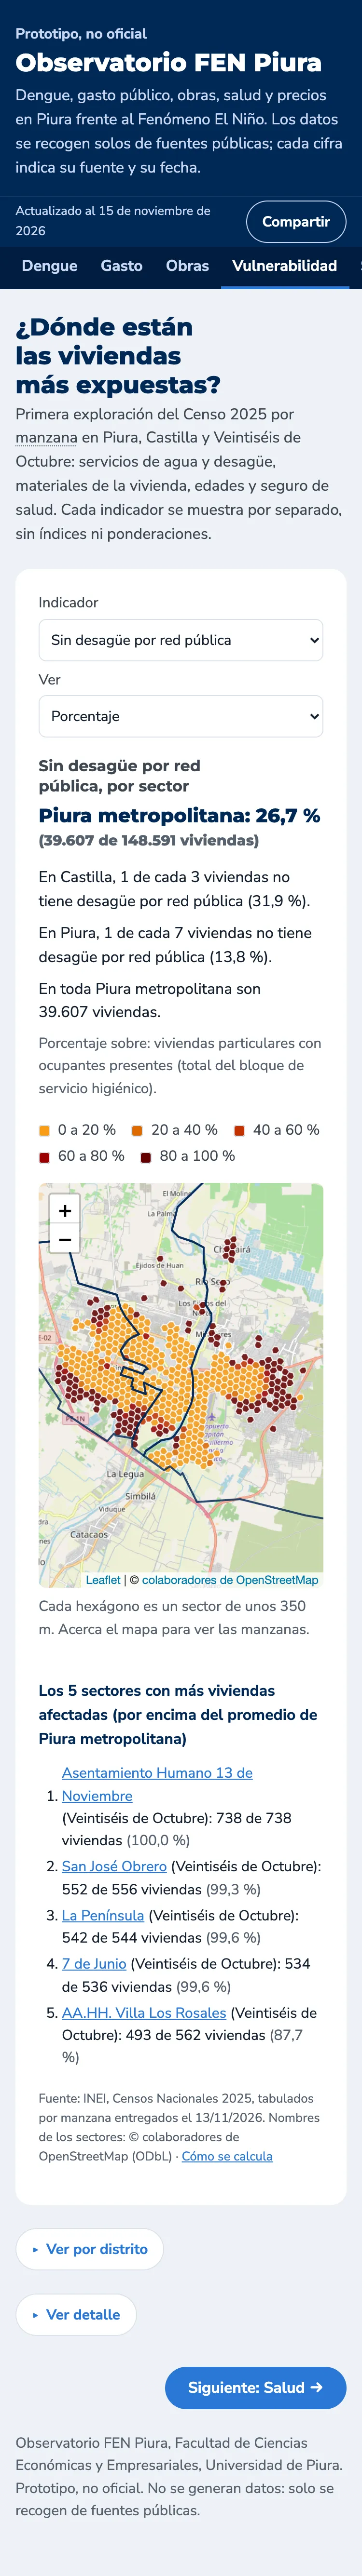 Prototipo, no oficial
Observatorio FEN Piura
Dengue, gasto público, obras, salud y precios
en Piura frente al Fenómeno El Niño. Los datos
se recogen solos de fuentes públicas; cada cifra
indica su fuente y su fecha.
Actualizado al 15 de noviembre de
2026
Compartir
Dengue Gasto Obras Vulnerabilidad
¿Dónde están
las viviendas
más expuestas?
Primera exploración del Censo 2025 por
manzana en Piura, Castilla y Veintiséis de
Octubre: servicios de agua y desagüe,
materiales de la vivienda, edades y seguro de
salud. Cada indicador se muestra por separado,
sin índices ni ponderaciones.
Indicador
Sin desagüe por red pública
Ver
Porcentaje
Sin desagüe por red
pública, por sector
Piura metropolitana: 26,7 %
(39.607 de 148.591 viviendas)
En Castilla, 1 de cada 3 viviendas no
tiene desagüe por red pública (31,9 %).
En Piura, 1 de cada 7 viviendas no tiene
desagüe por red pública (13,8 %).
En toda Piura metropolitana son
39.607 viviendas.
Porcentaje sobre: viviendas particulares con
ocupantes presentes (total del bloque de
servicio higiénico).
0 a 20 % 20 a 40 % 40 a 60 %
60 a 80 % 80 a 100 %
+
−
El Molino
La Palma
Ejidos de Huan
E-02
PE-1N
La Legua
Simbilá
Viduque
Catacaos
Leaflet | © colaboradores de OpenStreetMap
Cada hexágono es un sector de unos 350
m. Acerca el mapa para ver las manzanas.
Los 5 sectores con más viviendas
afectadas (por encima del promedio de
Piura metropolitana)
1. Asentamiento Humano 13 de
Noviembre
(Veintiséis de Octubre): 738 de 738
viviendas (100,0 %)
2. San José Obrero (Veintiséis de Octubre):
552 de 556 viviendas (99,3 %)
3. La Península (Veintiséis de Octubre):
542 de 544 viviendas (99,6 %)
4. 7 de Junio (Veintiséis de Octubre): 534
de 536 viviendas (99,6 %)
5. AA.HH. Villa Los Rosales (Veintiséis de
Octubre): 493 de 562 viviendas (87,7
%)
Fuente: INEI, Censos Nacionales 2025, tabulados
por manzana entregados el 13/11/2026. Nombres
de los sectores: © colaboradores de
OpenStreetMap (ODbL) · Cómo se calcula
▸ Ver por distrito
▸ Ver detalle
Siguiente: Salud →
Observatorio FEN Piura, Facultad de Ciencias
Económicas y Empresariales, Universidad de Piura.
Prototipo, no oficial. No se generan datos: solo se
recogen de fuentes públicas.